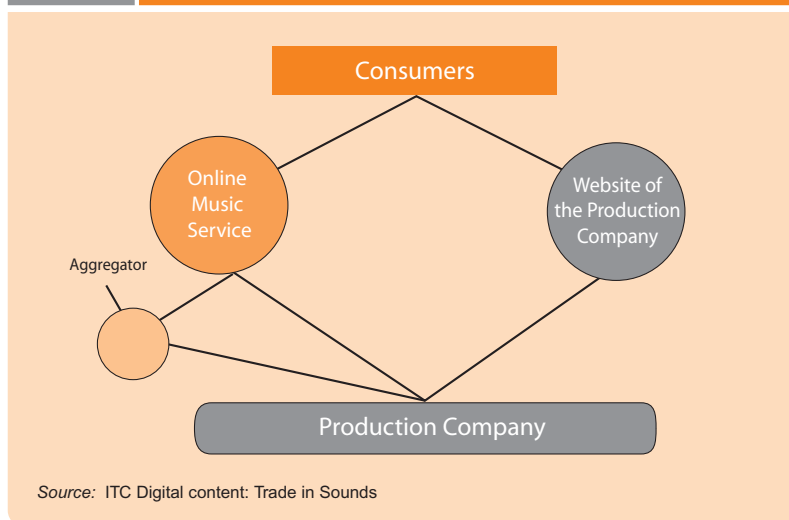 Consumers
Online
Music
Service
Website of
the Production
Company
Aggregator
Production Company
Source: ITC Digital content: Trade in Sounds